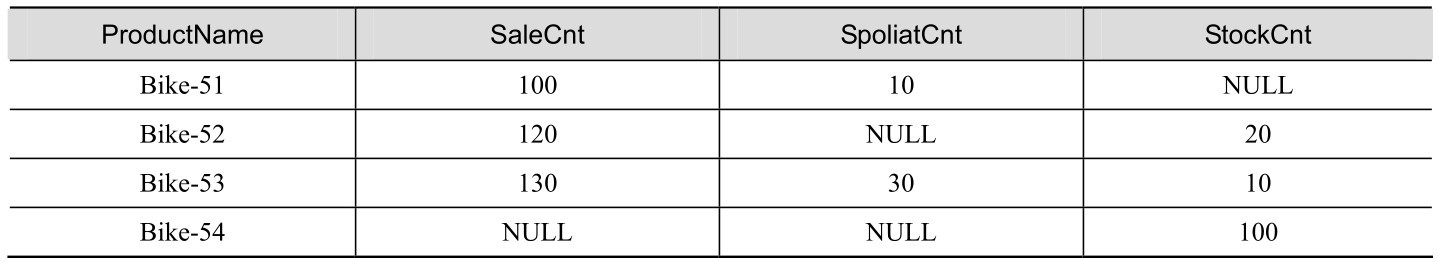 ProductName SaleCnt SpoliatCnt StockCnt
Bike-51 100 10 NULL
Bike-52 120 NULL 20
Bike-53 130 30 10
Bike-54 NULL NULL 100